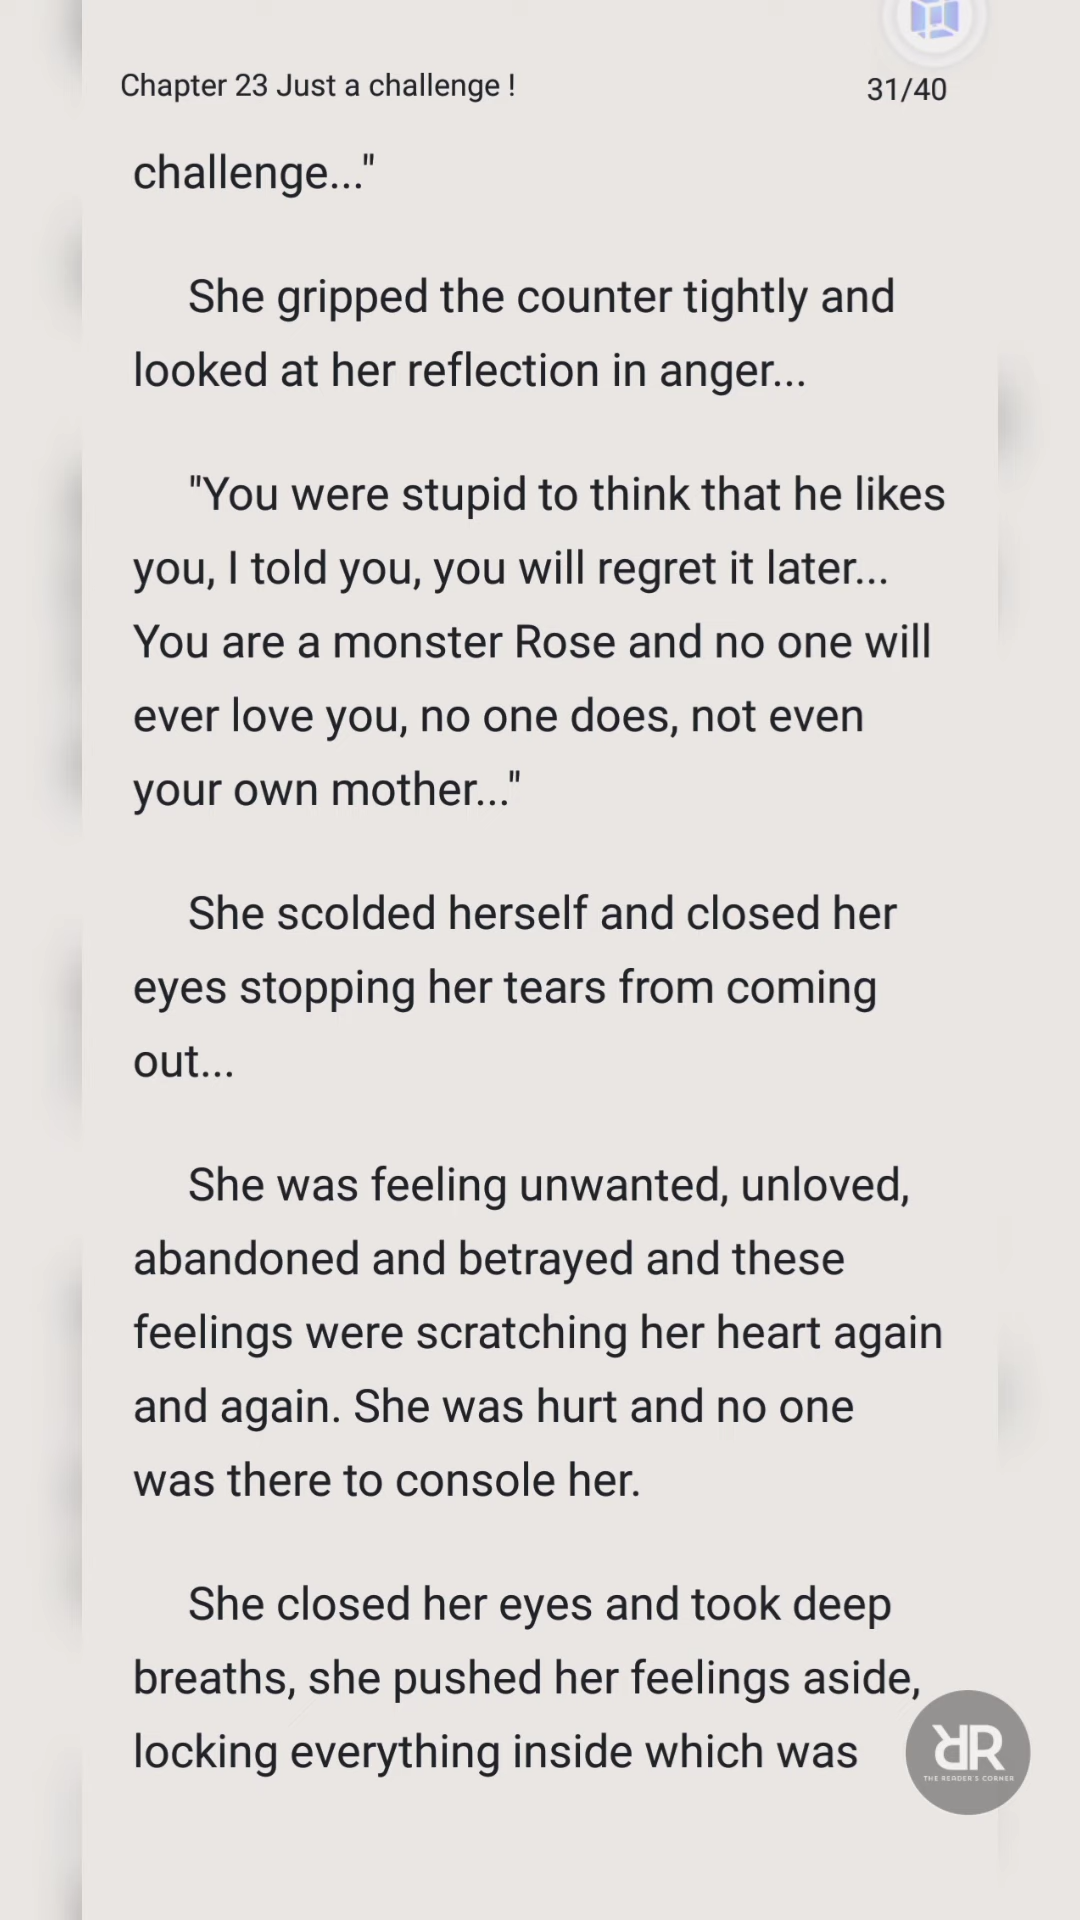 Chapter 23 Just a challenge !
31/40
challenge..."
She gripped the counter tightly and
looked at her reflection in anger...
"You were stupid to think that he likes
you, I told you, you will regret it later...
You are a monster Rose and no one will
ever love you, no one does, not even
your own mother..."
She scolded herself and closed her
eyes stopping her tears from coming
out...
She was feeling unwanted, unloved,
abandoned and betrayed and these
feelings were scratching her heart again
and again. She was hurt and no one
was there to console her.
She closed her eyes and took deep
breaths, she pushed her feelings aside,
locking everything inside which was
RR
THE READER'S CORNER